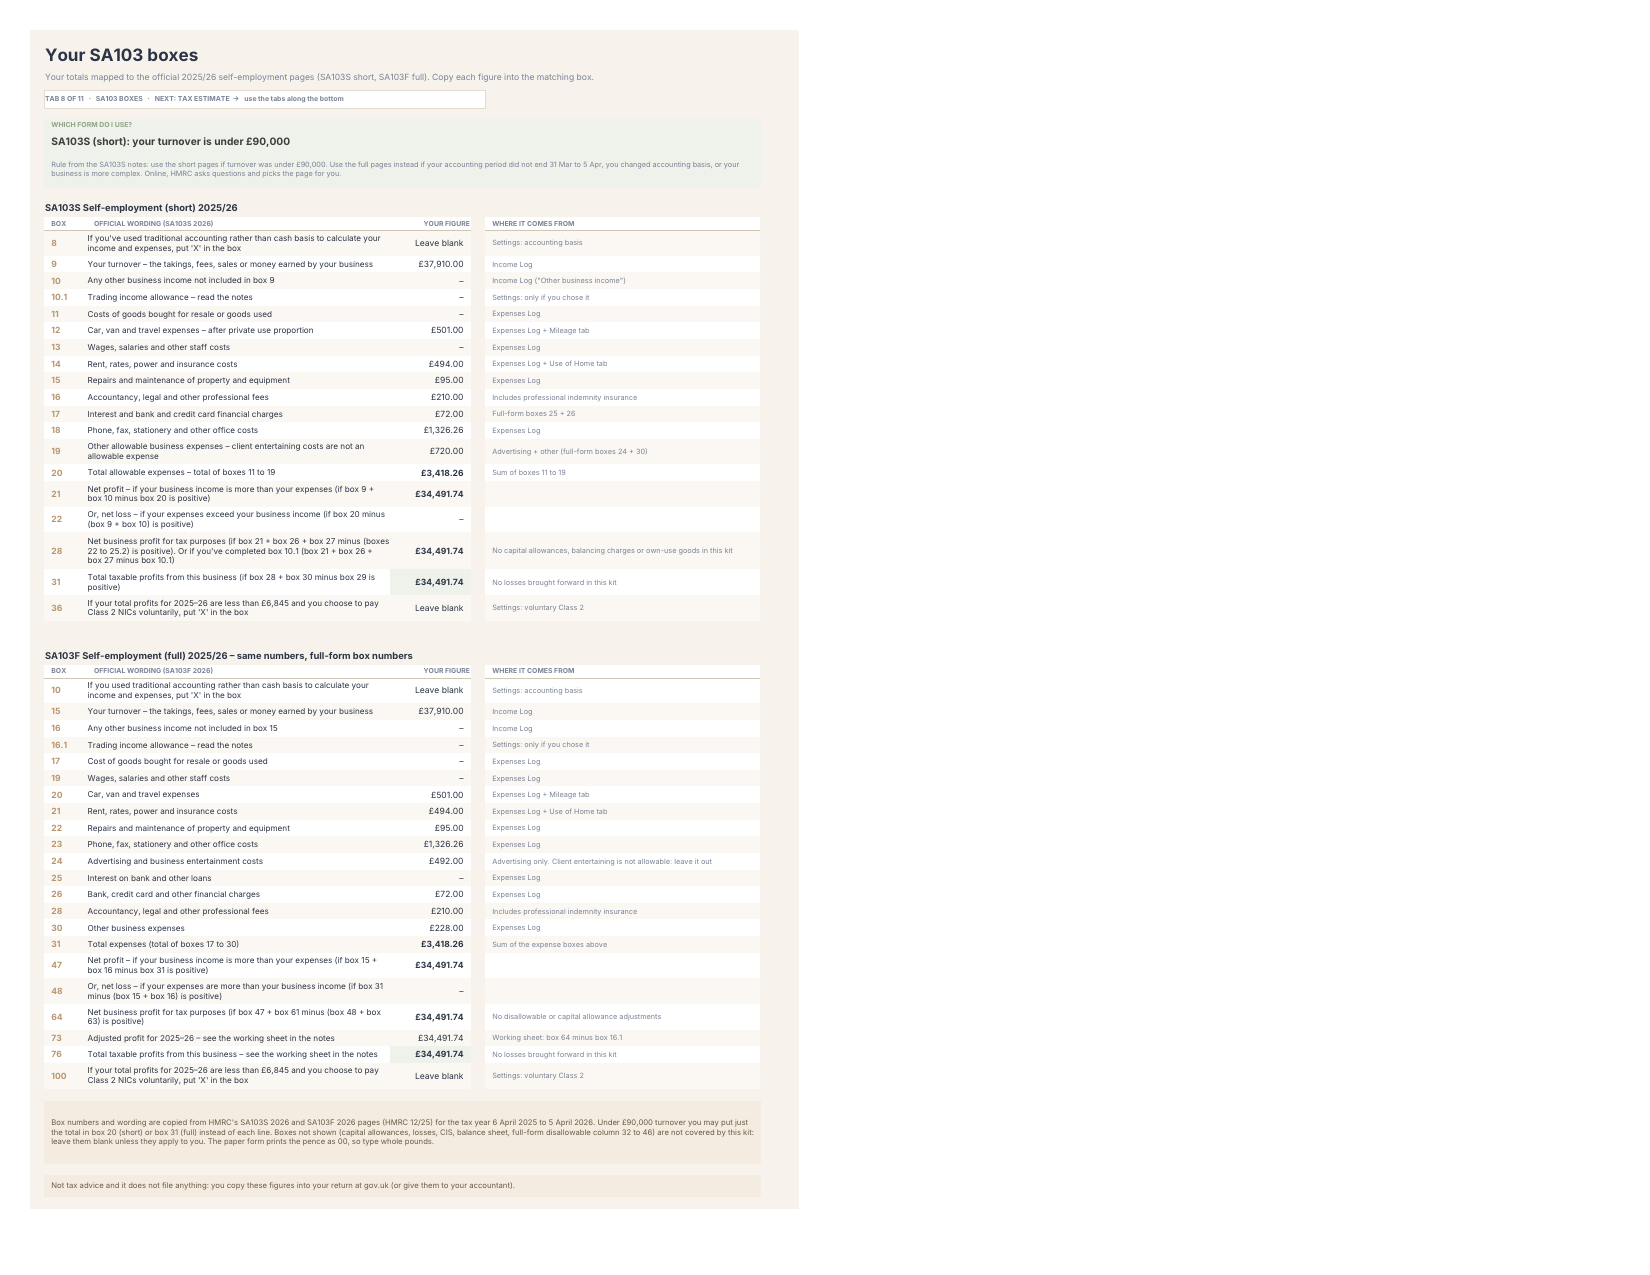 Your SA103 boxes
Your totals mapped to the official 2025/26 self-employment pages (SA103S short, SA103F full). Copy each figure into the matching box.
TAB 8 OF 11 · SA103 BOXES · NEXT: TAX ESTIMATE → use the tabs along the bottom
WHICH FORM DO I USE?
SA103S (short): your turnover is under £90,000
Rule from the SA103S notes: use the short pages if turnover was under £90,000. Use the full pages instead if your accounting period did not end 31 Mar to 5 Apr, you changed accounting basis, or your
business is more complex. Online, HMRC asks questions and picks the page for you.
SA103S Self-employment (short) 2025/26
BOX OFFICIAL WORDING (SA103S 2026) YOUR FIGURE WHERE IT COMES FROM
8 If you've used traditional accounting rather than cash basis to calculate your
income and expenses, put 'X' in the box Leave blank Settings: accounting basis
9 Your turnover – the takings, fees, sales or money earned by your business £37,910.00 Income Log
10 Any other business income not included in box 9 – Income Log ("Other business income")
10.1 Trading income allowance – read the notes – Settings: only if you chose it
11 Costs of goods bought for resale or goods used – Expenses Log
12 Car, van and travel expenses – after private use proportion £501.00 Expenses Log + Mileage tab
13 Wages, salaries and other staff costs – Expenses Log
14 Rent, rates, power and insurance costs £494.00 Expenses Log + Use of Home tab
15 Repairs and maintenance of property and equipment £95.00 Expenses Log
16 Accountancy, legal and other professional fees £210.00 Includes professional indemnity insurance
17 Interest and bank and credit card financial charges £72.00 Full-form boxes 25 + 26
18 Phone, fax, stationery and other office costs £1,326.26 Expenses Log
19 Other allowable business expenses – client entertaining costs are not an
allowable expense £720.00 Advertising + other (full-form boxes 24 + 30)
20 Total allowable expenses – total of boxes 11 to 19 £3,418.26 Sum of boxes 11 to 19
21 Net profit – if your business income is more than your expenses (if box 9 +
box 10 minus box 20 is positive) £34,491.74
22 Or, net loss – if your expenses exceed your business income (if box 20 minus
(box 9 + box 10) is positive) –
28 Net business profit for tax purposes (if box 21 + box 26 + box 27 minus (boxes
22 to 25.2) is positive). Or if you've completed box 10.1 (box 21 + box 26 +
box 27 minus box 10.1) £34,491.74 No capital allowances, balancing charges or own-use goods in this kit
31 Total taxable profits from this business (if box 28 + box 30 minus box 29 is
positive) £34,491.74 No losses brought forward in this kit
36 If your total profits for 2025–26 are less than £6,845 and you choose to pay
Class 2 NICs voluntarily, put 'X' in the box Leave blank Settings: voluntary Class 2
SA103F Self-employment (full) 2025/26 – same numbers, full-form box numbers
BOX OFFICIAL WORDING (SA103F 2026) YOUR FIGURE WHERE IT COMES FROM
10 If you used traditional accounting rather than cash basis to calculate your
income and expenses, put 'X' in the box Leave blank Settings: accounting basis
15 Your turnover – the takings, fees, sales or money earned by your business £37,910.00 Income Log
16 Any other business income not included in box 15 – Income Log
16.1 Trading income allowance – read the notes – Settings: only if you chose it
17 Cost of goods bought for resale or goods used – Expenses Log
19 Wages, salaries and other staff costs – Expenses Log
20 Car, van and travel expenses £501.00 Expenses Log + Mileage tab
21 Rent, rates, power and insurance costs £494.00 Expenses Log + Use of Home tab
22 Repairs and maintenance of property and equipment £95.00 Expenses Log
23 Phone, fax, stationery and other office costs £1,326.26 Expenses Log
24 Advertising and business entertainment costs £492.00 Advertising only. Client entertaining is not allowable: leave it out
25 Interest on bank and other loans – Expenses Log
26 Bank, credit card and other financial charges £72.00 Expenses Log
28 Accountancy, legal and other professional fees £210.00 Includes professional indemnity insurance
30 Other business expenses £228.00 Expenses Log
31 Total expenses (total of boxes 17 to 30) £3,418.26 Sum of the expense boxes above
47 Net profit – if your business income is more than your expenses (if box 15 +
box 16 minus box 31 is positive) £34,491.74
48 Or, net loss – if your expenses are more than your business income (if box 31
minus (box 15 + box 16) is positive) –
64 Net business profit for tax purposes (if box 47 + box 61 minus (box 48 + box
63) is positive) £34,491.74 No disallowable or capital allowance adjustments
73 Adjusted profit for 2025–26 – see the working sheet in the notes £34,491.74 Working sheet: box 64 minus box 16.1
76 Total taxable profits from this business – see the working sheet in the notes £34,491.74 No losses brought forward in this kit
100 If your total profits for 2025–26 are less than £6,845 and you choose to pay
Class 2 NICs voluntarily, put 'X' in the box Leave blank Settings: voluntary Class 2
Box numbers and wording are copied from HMRC's SA103S 2026 and SA103F 2026 pages (HMRC 12/25) for the tax year 6 April 2025 to 5 April 2026. Under £90,000 turnover you may put just
the total in box 20 (short) or box 31 (full) instead of each line. Boxes not shown (capital allowances, losses, CIS, balance sheet, full-form disallowable column 32 to 46) are not covered by this kit:
leave them blank unless they apply to you. The paper form prints the pence as 00, so type whole pounds.
Not tax advice and it does not file anything: you copy these figures into your return at gov.uk (or give them to your accountant).